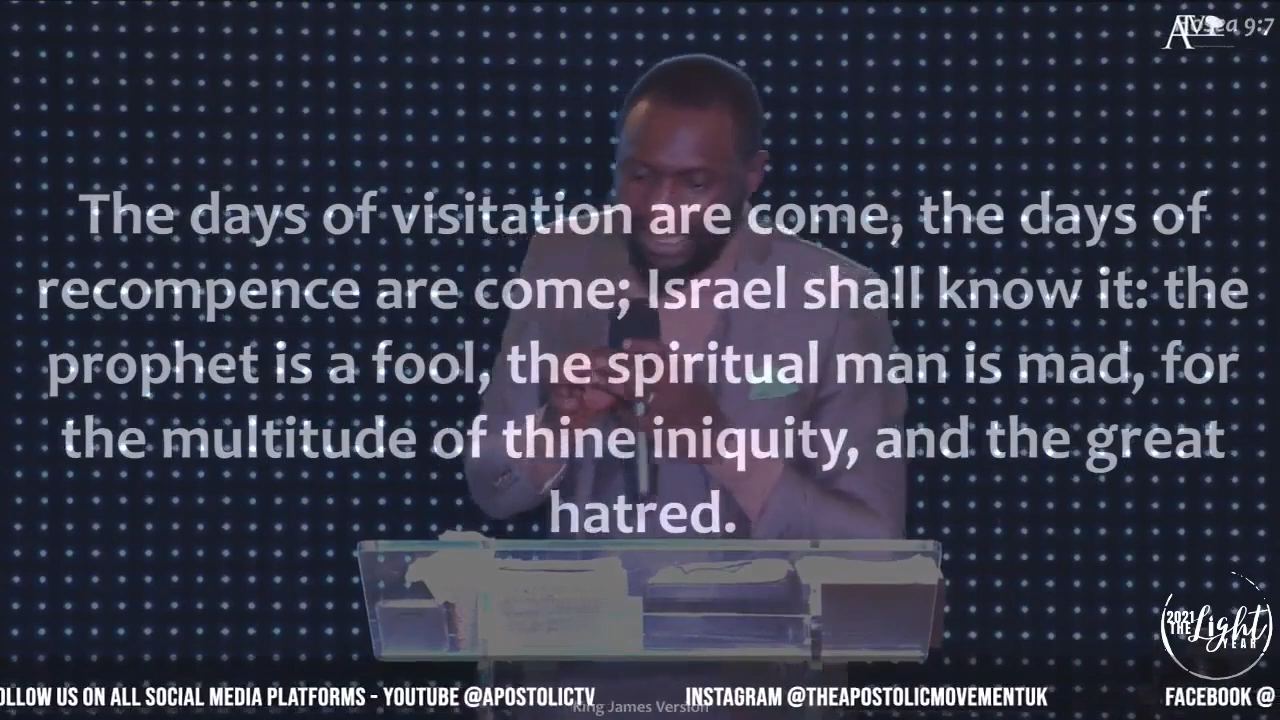 Hosea 9:7
The days of visitation are come, the days of
recompence are come; Israel shall know it: the
prophet is a fool, the spiritual man is mad, for
the multitude of thine iniquity, and the great
hatred.
2021
THE Light
YEAR
OLLOW US ON ALL SOCIAL MEDIA PLATFORMS - YOUTUBE @APOSTOLICTV INSTAGRAM @THEAPOSTOLICMOVEMENTUK FACEBOOK @
King James Version